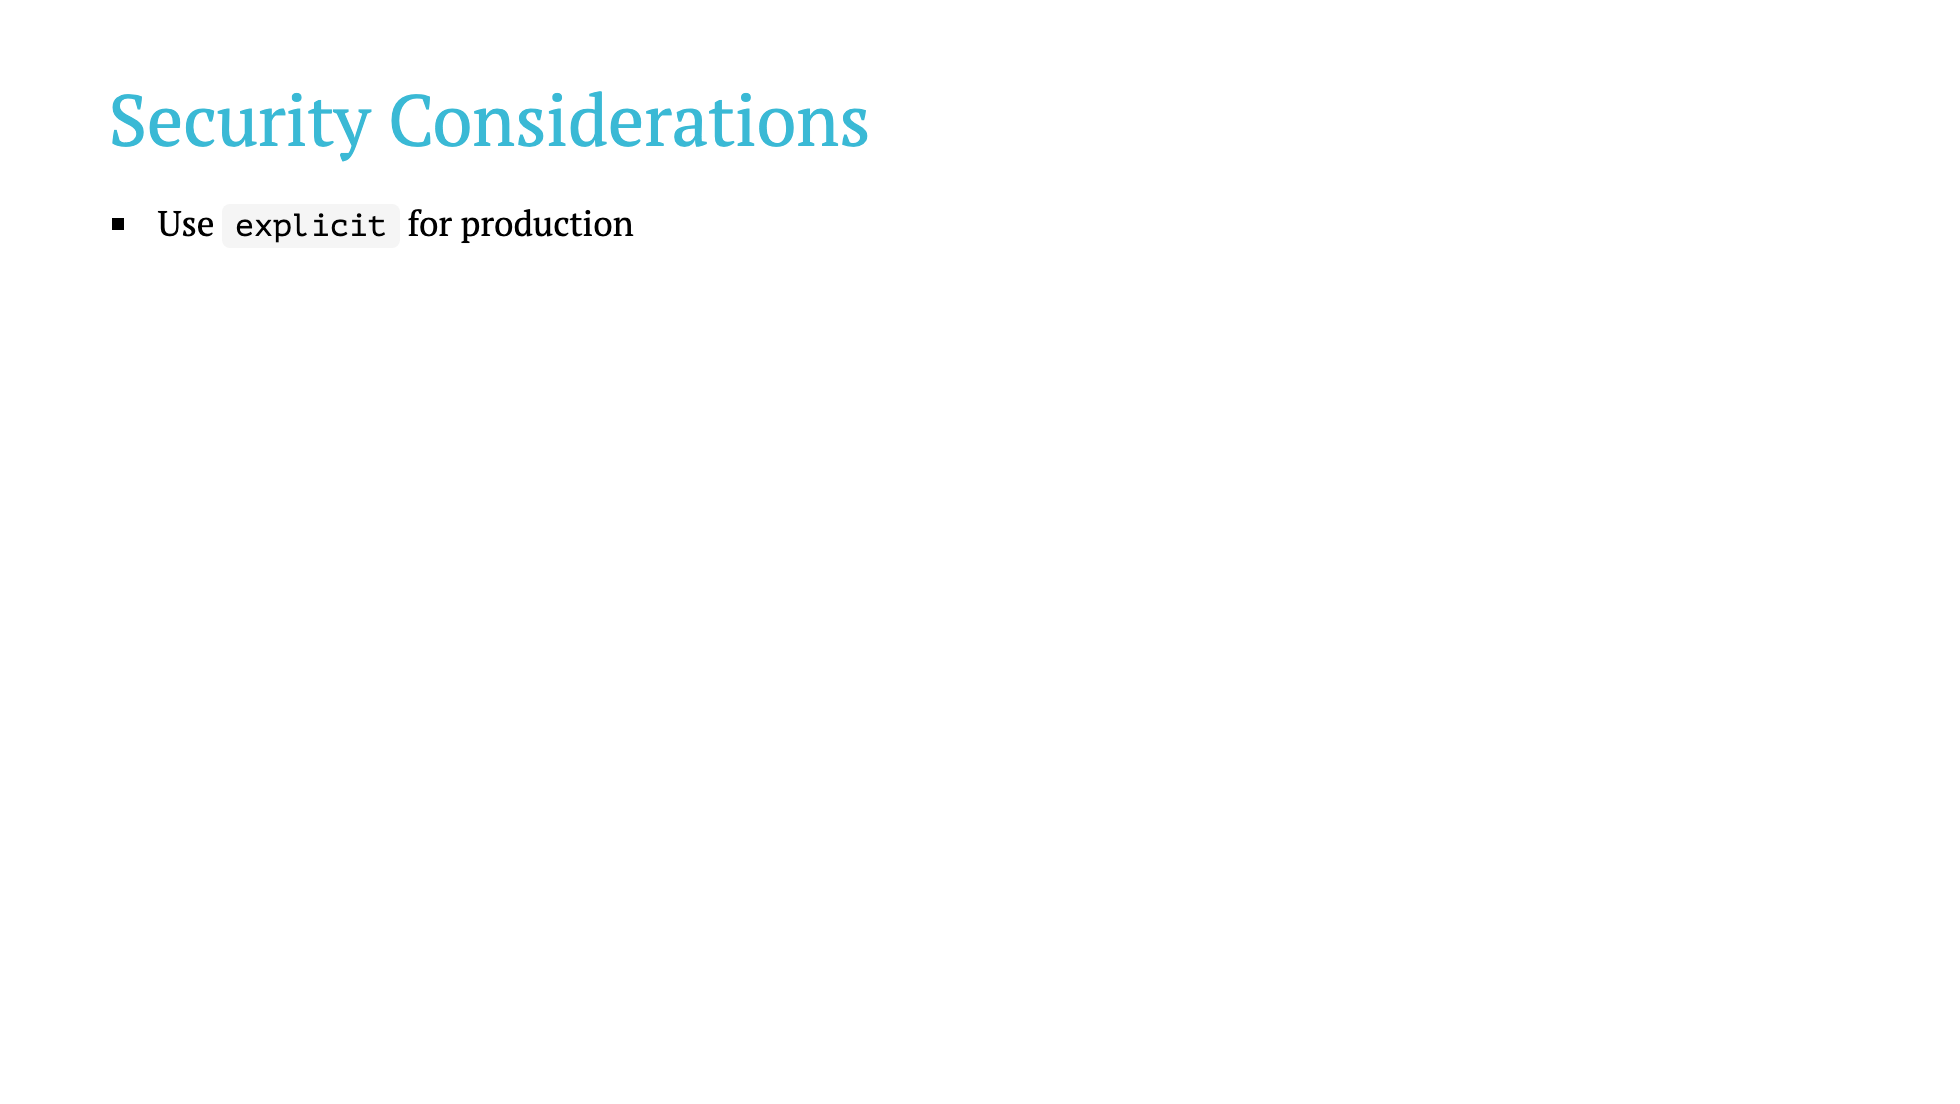 Security Considerations
▪ Use explicit for production